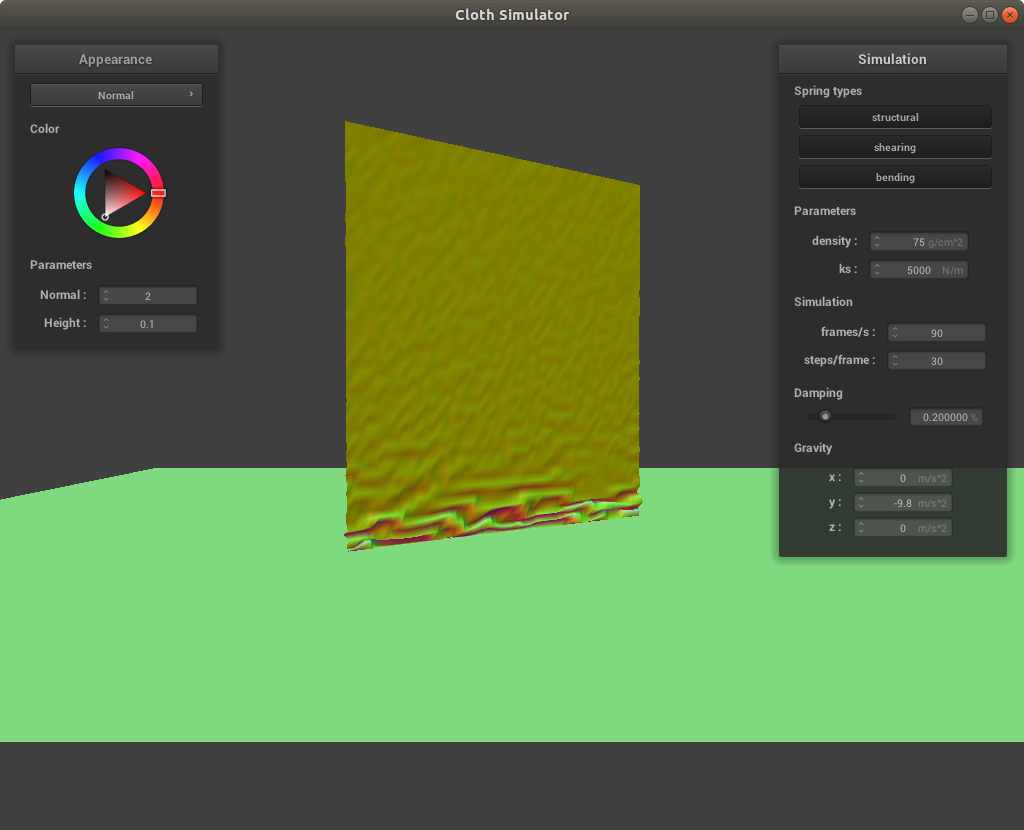 Cloth Simulator
Appearance
Normal
Color
Parameters
Normal : 2
Height : 0.1
Simulation
Spring types
structural
shearing
bending
Parameters
density : 75 g/cm^2
ks : 5000 N/m
Simulation
frames/s : 90
steps/frame : 30
Damping
0.200000 %
Gravity
x : 0 m/s^2
y : -9.8 m/s^2
z : 0 m/s^2